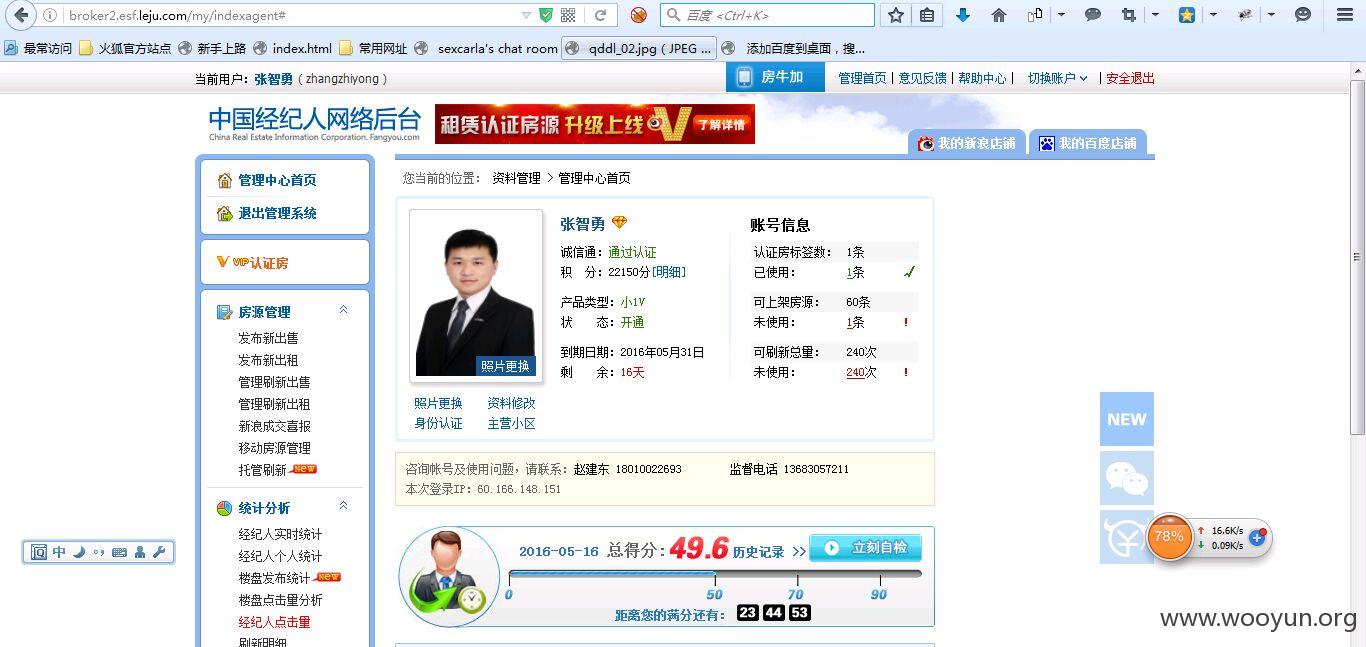 broker2.esf.leju.com/my/indexagent#
百度 <Ctrl+K>
最常访问 火狐官方站点 新手上路 index.html 常用网址 sexcarla's chat room qddl_02.jpg ( JPEG ... 添加百度到桌面，搜...
当前用户：张智勇 ( zhangzhiyong )
房牛加
管理首页 | 意见反馈 | 帮助中心 | 切换账户 | 安全退出
中国经纪人网络后台
China Real Estate Information Corporation. Fangyou.com
租赁认证房源 升级上线 V 了解详情
我的新浪店铺
我的百度店铺
管理中心首页
退出管理系统
VIP认证房
房源管理
发布新出售
发布新出租
管理刷新出售
管理刷新出租
新浪成交喜报
移动房源管理
托管刷新 NEW
统计分析
经纪人实时统计
经纪人个人统计
楼盘发布统计 NEW
楼盘点击量分析
经纪人点击量
刷新明细
您当前的位置： 资料管理 > 管理中心首页
照片更换
照片更换 资料修改
身份认证 主营小区
张智勇
诚信通：通过认证
积 分：22150分[明细]
产品类型：小1V
状 态：开通
到期日期：2016年05月31日
剩 余：16天
账号信息
认证房标签数： 1条
已使用： 1条
可上架房源： 60条
未使用： 1条 !
可刷新总量： 240次
未使用： 240次 !
咨询帐号及使用问题，请联系：赵建东 18010022693 监督电话 13683057211
本次登录IP：60.166.148.151
2016-05-16 总得分：49.6 历史记录 >> 立刻自检
0 50 70 90
距离您的满分还有： 23 44 53
NEW
中
78%
16.6K/s
0.09K/s
www.wooyun.org